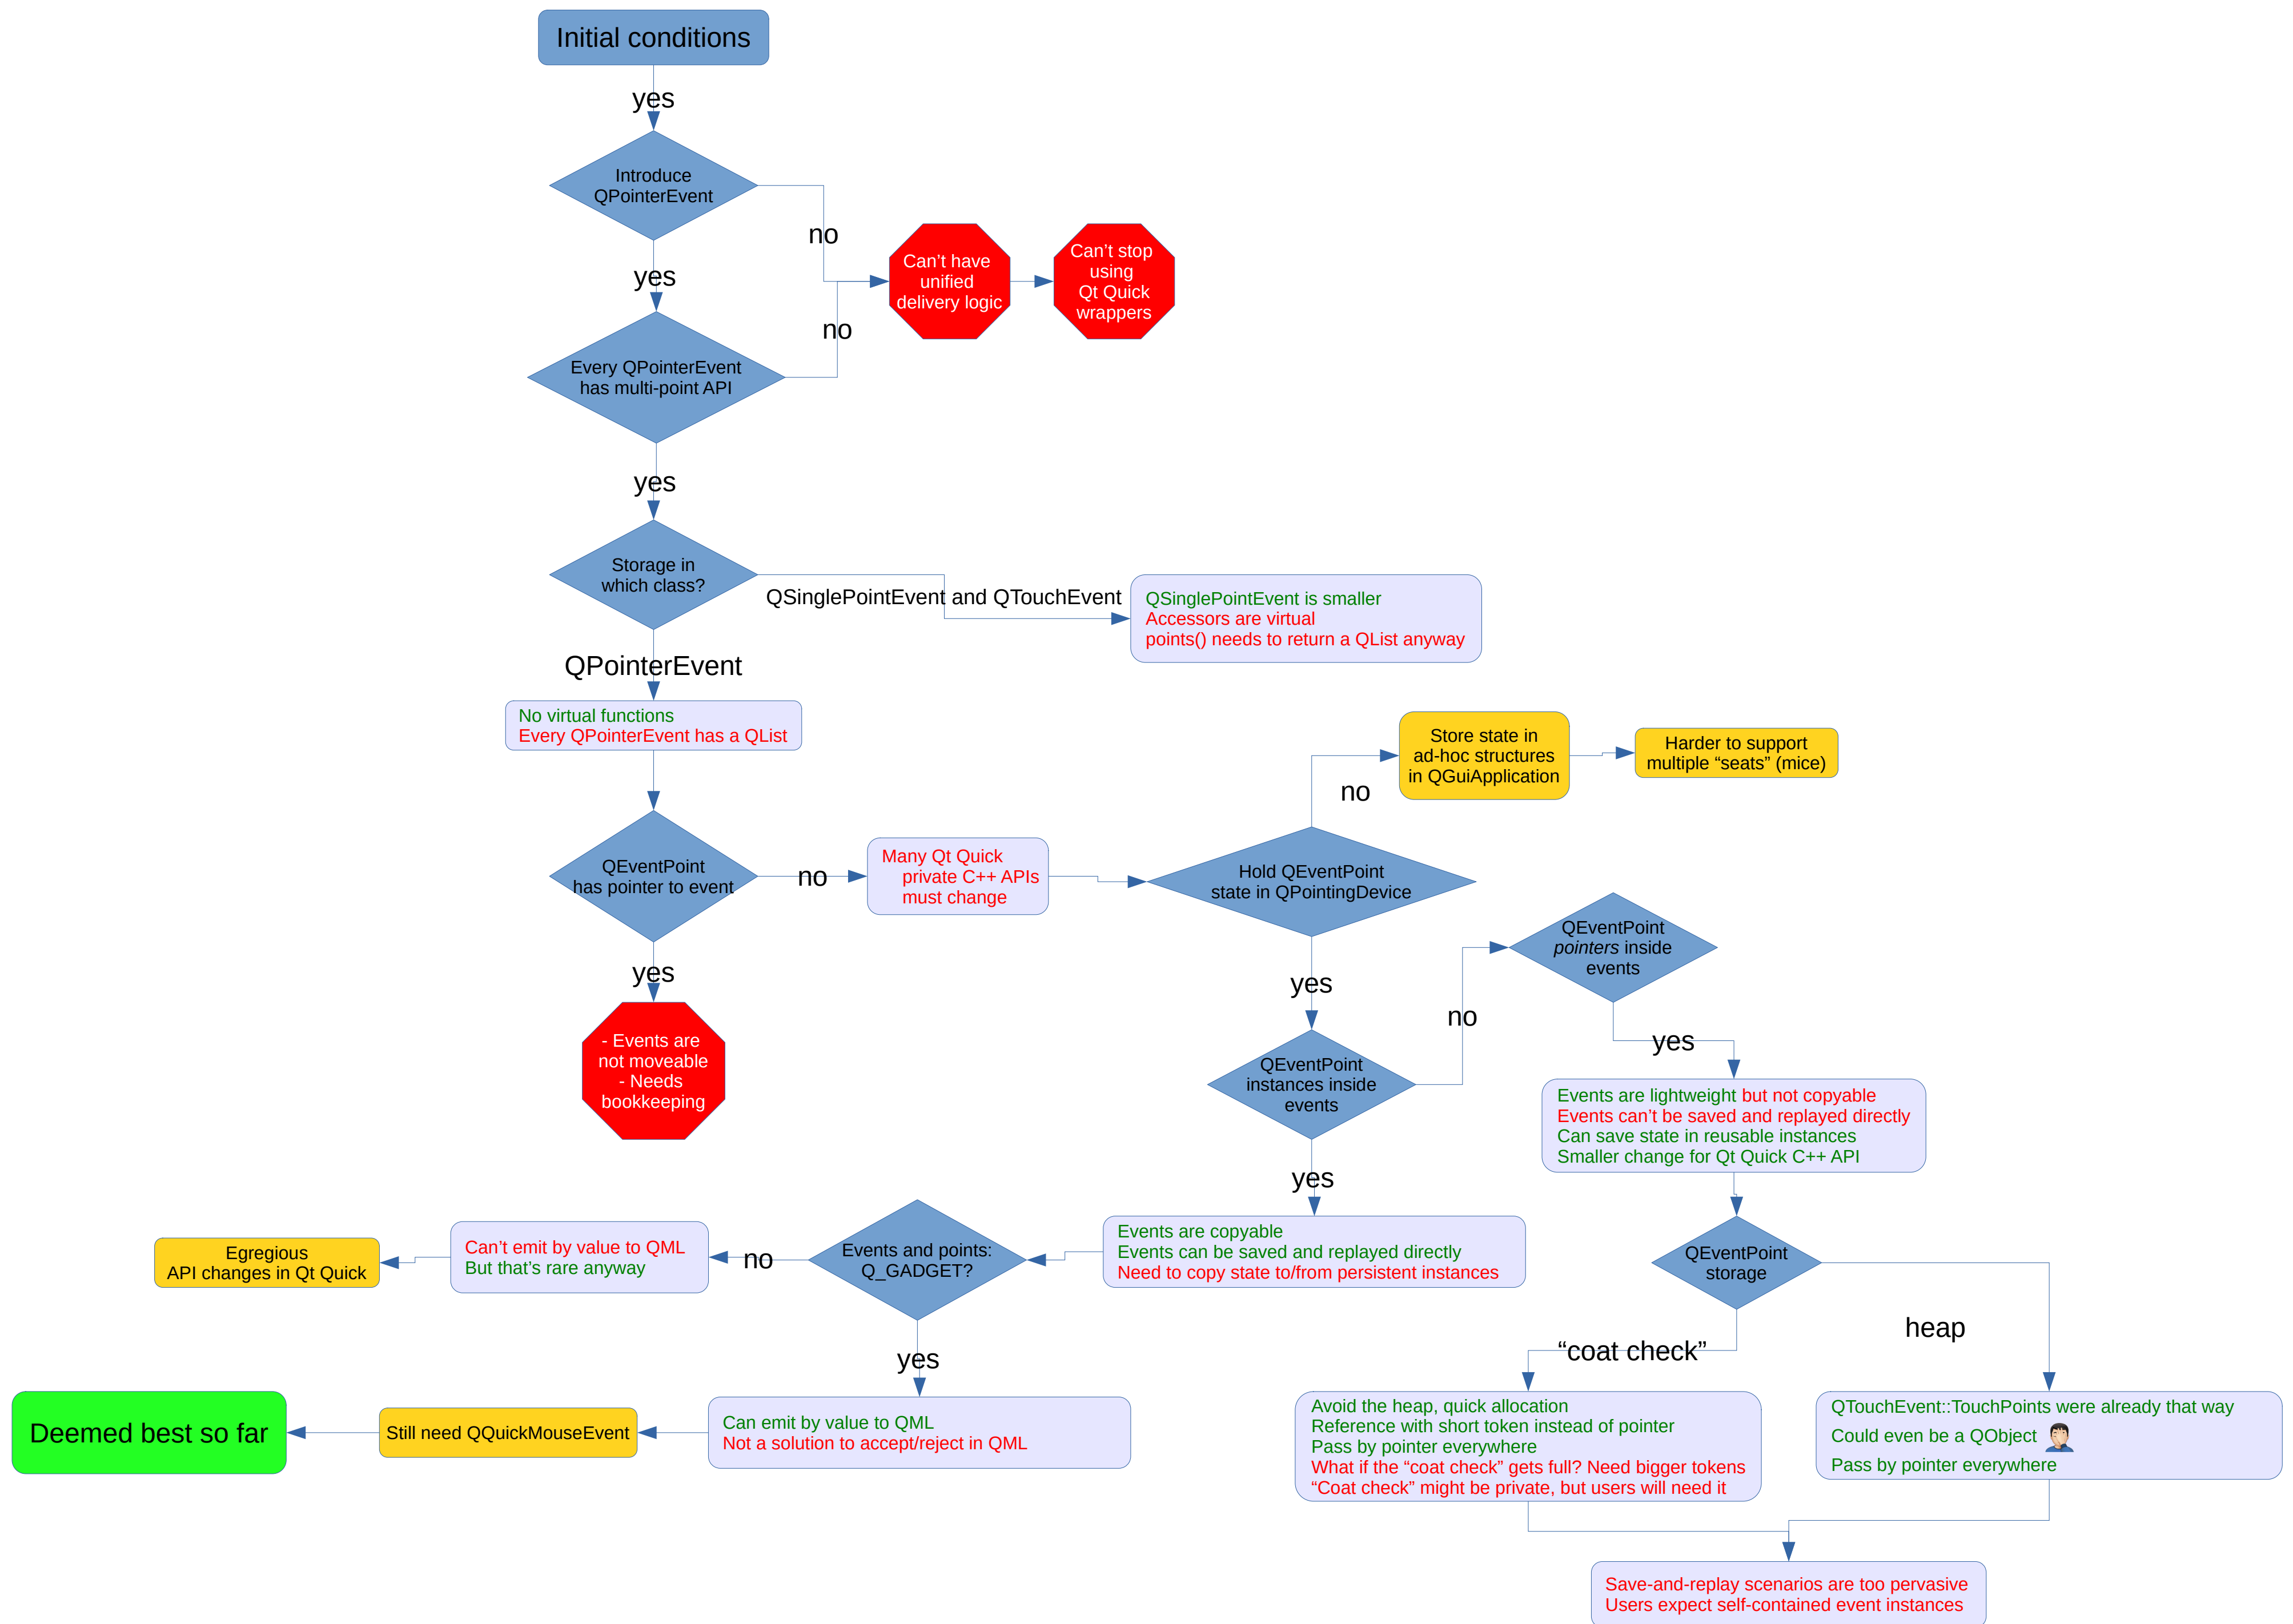 Initial conditions
yes
Introduce
QPointerEvent
no
yes
Can’t have
unified
delivery logic
Can’t stop
using
Qt Quick
wrappers
no
Every QPointerEvent
has multi-point API
yes
Storage in
which class?
QSinglePointEvent and QTouchEvent
QSinglePointEvent is smaller
Accessors are virtual
points() needs to return a QList anyway
QPointerEvent
No virtual functions
Every QPointerEvent has a QList
Store state in
ad-hoc structures
in QGuiApplication
Harder to support
multiple “seats” (mice)
no
QEventPoint
has pointer to event
no
Many Qt Quick
private C++ APIs
must change
Hold QEventPoint
state in QPointingDevice
QEventPoint
pointers inside
events
yes
yes
no
yes
- Events are
not moveable
- Needs
bookkeeping
QEventPoint
instances inside
events
Events are lightweight but not copyable
Events can’t be saved and replayed directly
Can save state in reusable instances
Smaller change for Qt Quick C++ API
yes
Egregious
API changes in Qt Quick
Can’t emit by value to QML
But that’s rare anyway
no
Events and points:
Q_GADGET?
Events are copyable
Events can be saved and replayed directly
Need to copy state to/from persistent instances
QEventPoint
storage
yes
“coat check”
heap
Deemed best so far
Still need QQuickMouseEvent
Can emit by value to QML
Not a solution to accept/reject in QML
Avoid the heap, quick allocation
Reference with short token instead of pointer
Pass by pointer everywhere
What if the “coat check” gets full? Need bigger tokens
“Coat check” might be private, but users will need it
QTouchEvent::TouchPoints were already that way
Could even be a QObject 🤦🏻‍♂️
Pass by pointer everywhere
Save-and-replay scenarios are too pervasive
Users expect self-contained event instances